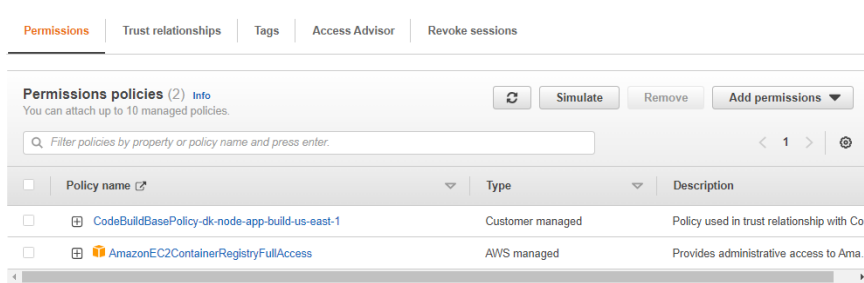 Permissions Trust relationships Tags Access Advisor Revoke sessions
Permissions policies (2) Info
You can attach up to 10 managed policies.
Simulate Remove Add permissions
Filter policies by property or policy name and press enter.
1
Policy name Type Description
CodeBuildBasePolicy-dk-node-app-build-us-east-1 Customer managed Policy used in trust relationship with Co
AmazonEC2ContainerRegistryFullAccess AWS managed Provides administrative access to Ama.